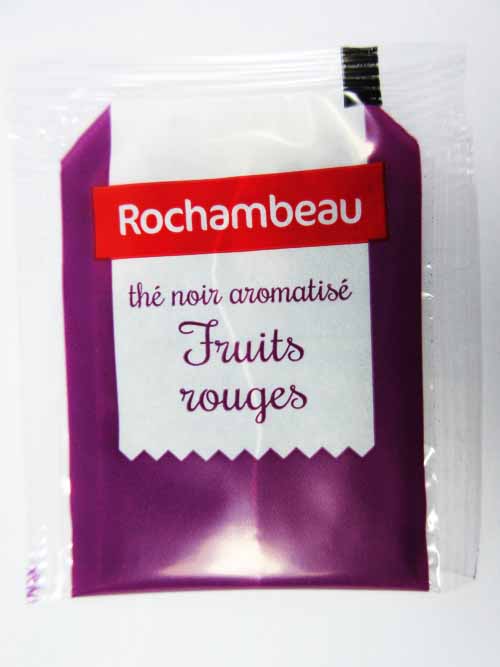 Rochambeau
thé noir aromatisé
Fruits
rouges